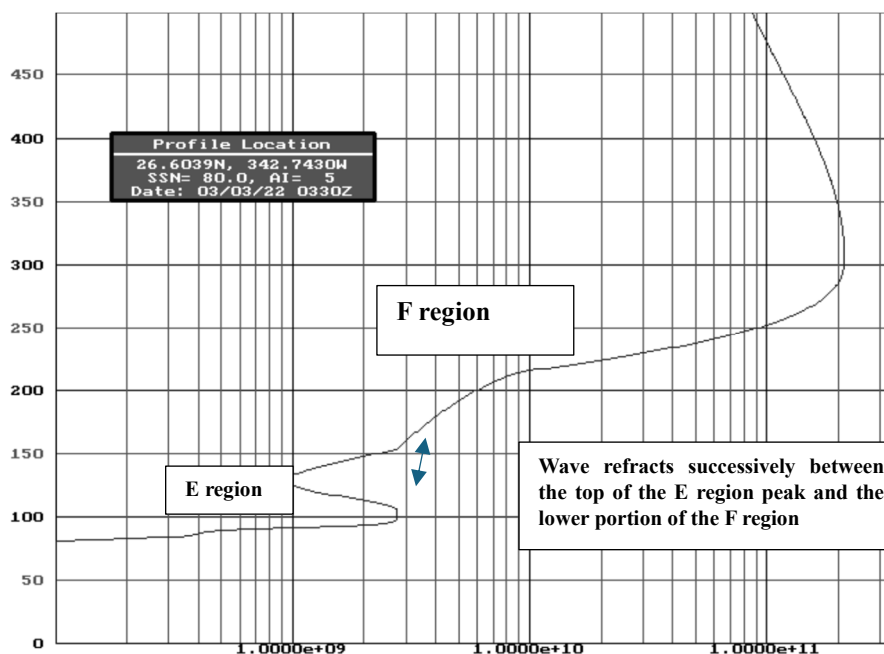 450
400
350
300
250
200
150
100
50
0
Profile Location
26.6039N, 342.7430W
SSN= 80.0, AI= 5
Date: 03/03/22 0330Z
F region
E region
Wave refracts successively between
the top of the E region peak and the
lower portion of the F region
1.0000e+09
1.0000e+10
1.0000e+11